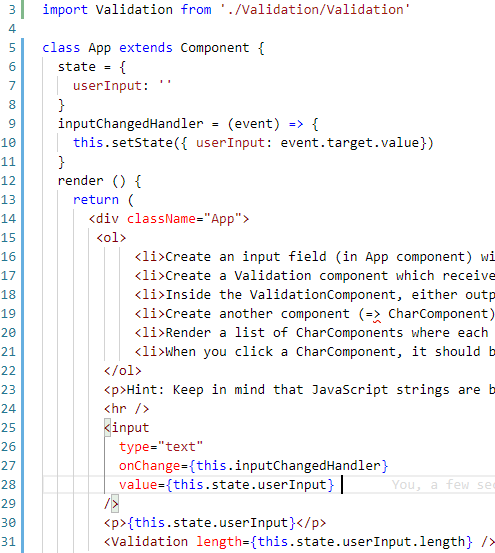 3 import Validation from './Validation/Validation'
4
5 class App extends Component {
6 state = {
7 userInput: ''
8 }
9 inputChangedHandler = (event) => {
10 this.setState({ userInput: event.target.value})
11 }
12 render () {
13 return (
14 <div className="App">
15 <ol>
16 <li>Create an input field (in App component) wi
17 <li>Create a Validation component which receive
18 <li>Inside the ValidationComponent, either outp
19 <li>Create another component (=> CharComponent)
20 <li>Render a list of CharComponents where each
21 <li>When you click a CharComponent, it should b
22 </ol>
23 <p>Hint: Keep in mind that JavaScript strings are b
24 <hr />
25 <input
26 type="text"
27 onChange={this.inputChangedHandler}
28 value={this.state.userInput} You, a few sec
29 />
30 <p>{this.state.userInput}</p>
31 <Validation length={this.state.userInput.length} />